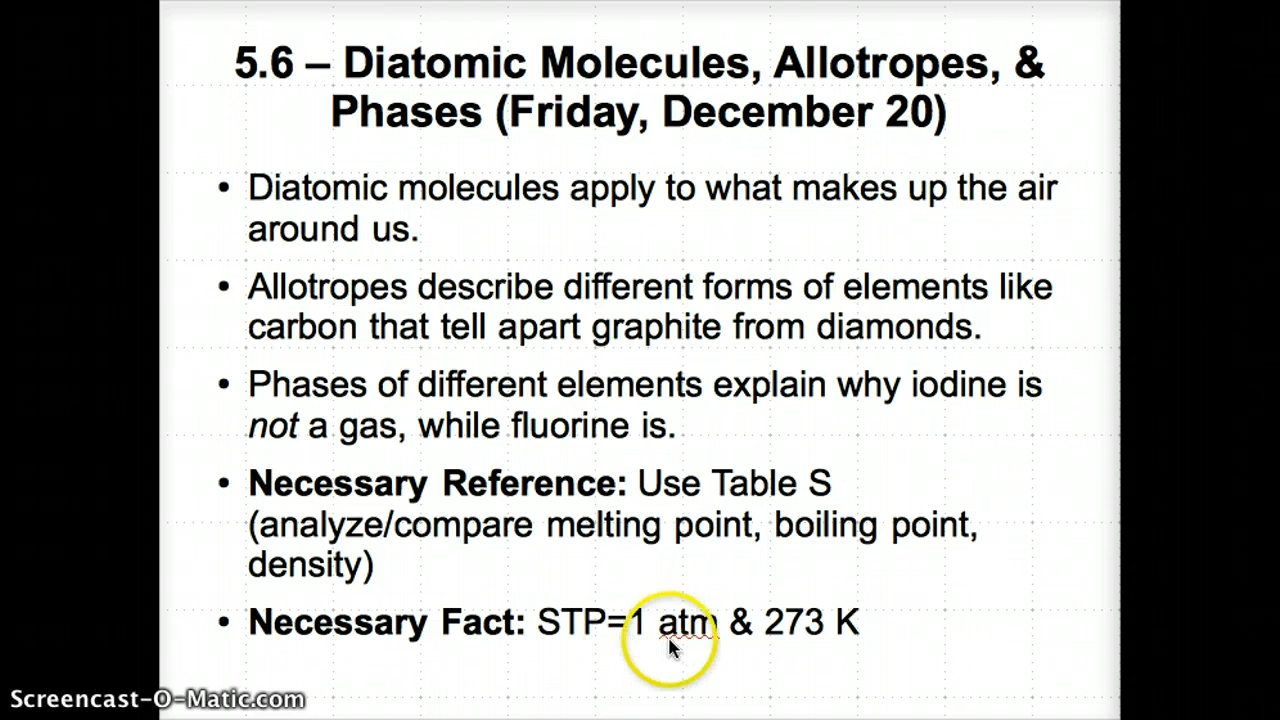 5.6 – Diatomic Molecules, Allotropes, &
Phases (Friday, December 20)
• Diatomic molecules apply to what makes up the air
around us.
• Allotropes describe different forms of elements like
carbon that tell apart graphite from diamonds.
• Phases of different elements explain why iodine is
not a gas, while fluorine is.
• Necessary Reference: Use Table S
(analyze/compare melting point, boiling point,
density)
• Necessary Fact: STP=1 atm & 273 K
Screencast-O-Matic.com